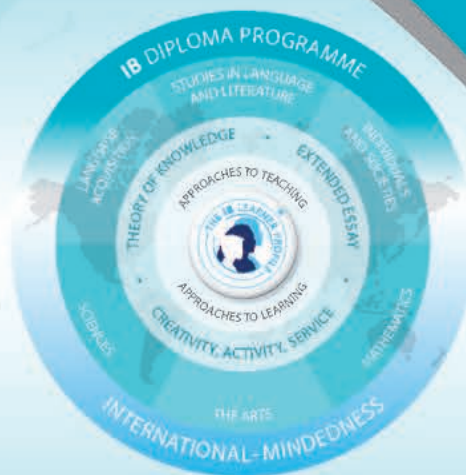 IB DIPLOMA PROGRAMME
STUDIES IN LANGUAGE
AND LITERATURE
LANGUAGE
ACQUISITION
INDIVIDUALS
AND SOCIETIES
THEORY OF KNOWLEDGE
EXTENDED ESSAY
APPROACHES TO TEACHING
THE IB LEARNER PROFILE
APPROACHES TO LEARNING
CREATIVITY, ACTIVITY, SERVICE
SCIENCES
MATHEMATICS
THE ARTS
INTERNATIONAL-MINDEDNESS